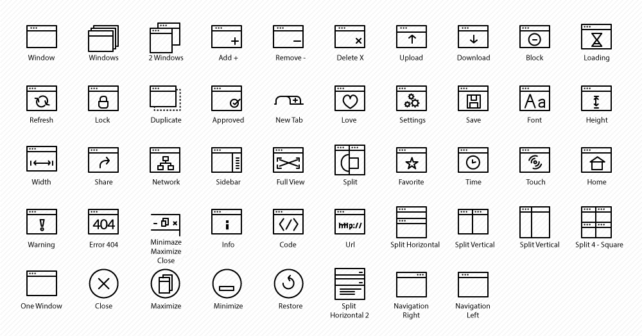 Window Windows 2 Windows Add + Remove - Delete X Upload Download Block Loading
Refresh Lock Duplicate Approved New Tab Love Settings Save Font Height
Aa
Width Share Network Sidebar Full View Split Favorite Time Touch Home
404 http://
Warning Error 404 Minimaze Info Code Url Split Horizontal Split Vertical Split Vertical Split 4 - Square
Maximize
Close
One Window Close Maximize Minimize Restore Split Navigation Navigation
Horizontal 2 Right Left